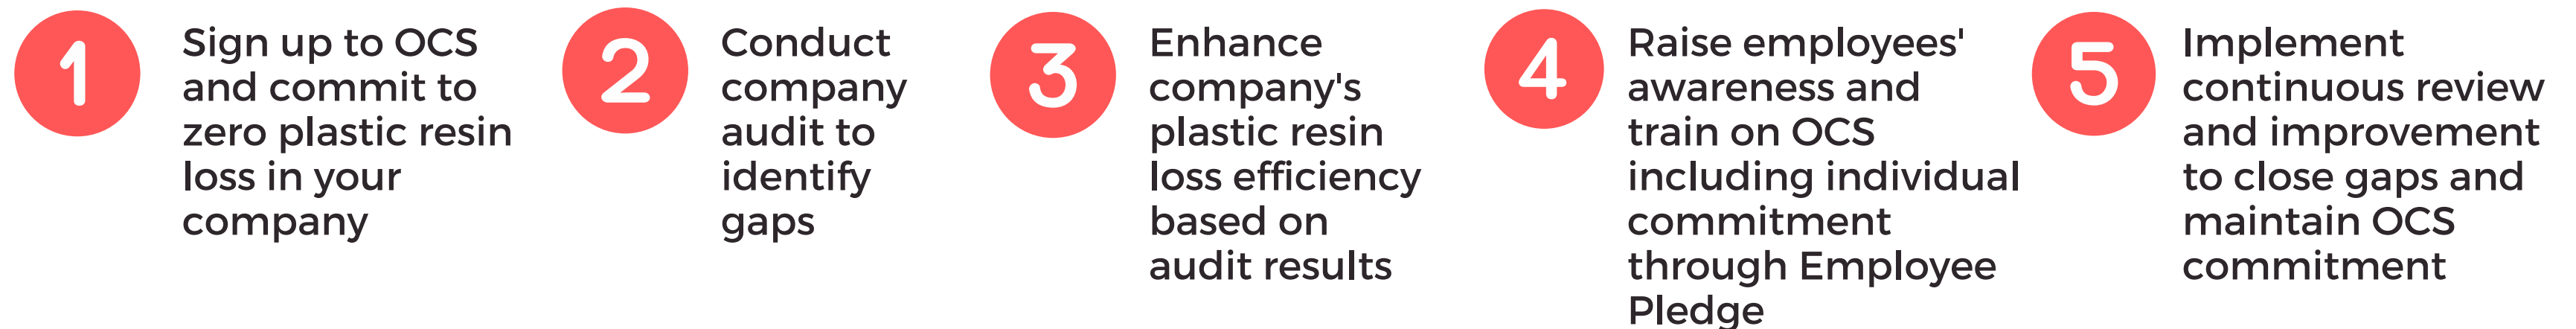 1
Sign up to OCS
and commit to
zero plastic resin
loss in your
company
2
Conduct
company
audit to
identify
gaps
3
Enhance
company's
plastic resin
loss efficiency
based on
audit results
4
Raise employees'
awareness and
train on OCS
including individual
commitment
through Employee
Pledge
5
Implement
continuous review
and improvement
to close gaps and
maintain OCS
commitment